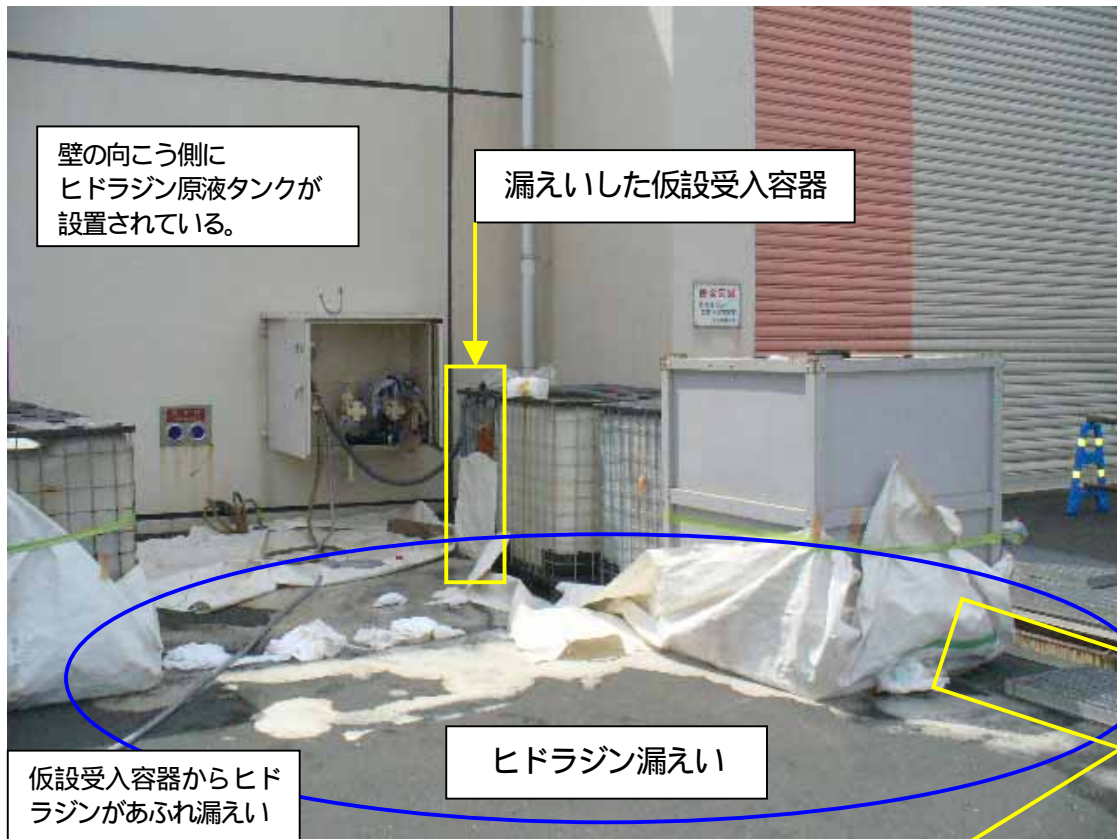 壁の向こう側に
ヒドラジン原液タンクが
設置されている。
漏えいした仮設受入容器
ヒドラジン漏えい
仮設受入容器からヒド
ラジンがあふれ漏えい